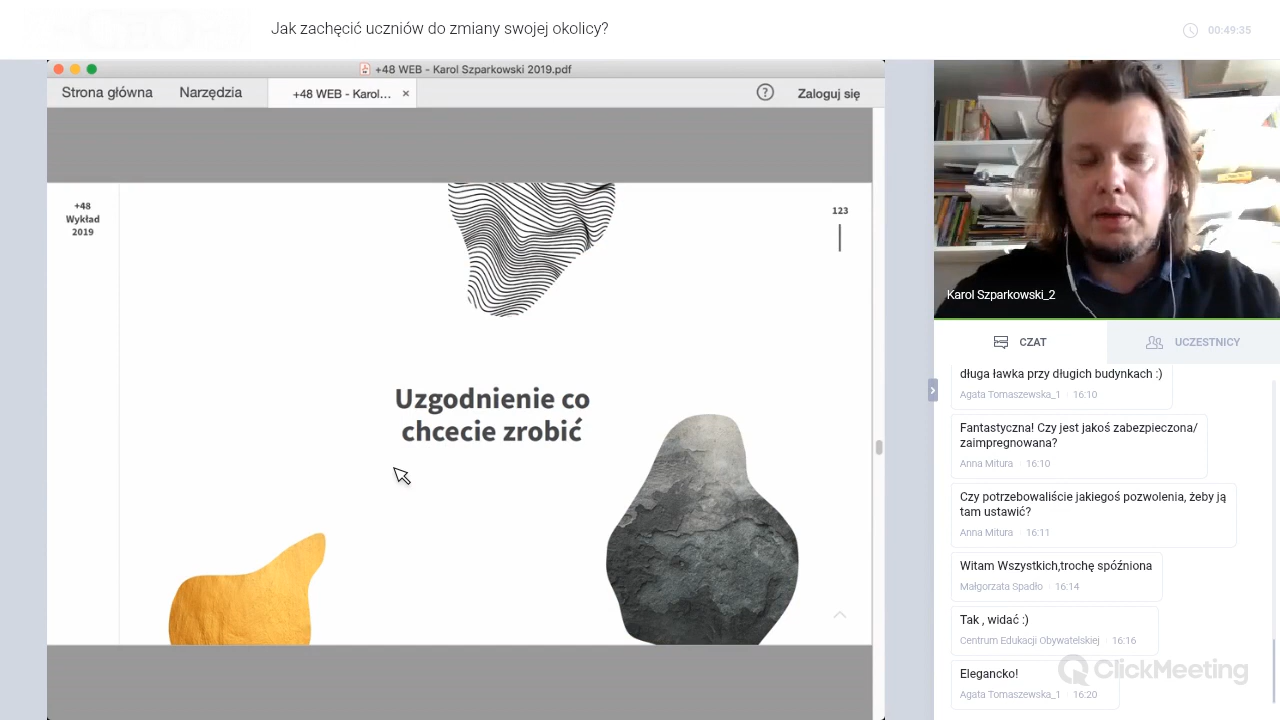 Jak zachęcić uczniów do zmiany swojej okolicy?
00:49:35
+48 WEB - Karol Szparkowski 2019.pdf
Strona główna
Narzędzia
+48 WEB - Karol...
×
?
Zaloguj się
+48
Wykład
2019
123
Uzgodnienie co
chcecie zrobić
Karol Szparkowski_2
CZAT
UCZESTNICY
długa ławka przy długich budynkach :)
Agata Tomaszewska_1 16:10
Fantastyczna! Czy jest jakoś zabezpieczona/
zaimpregnowana?
Anna Mitura 16:10
Czy potrzebowaliście jakiegoś pozwolenia, żeby ją
tam ustawić?
Anna Mitura 16:11
Witam Wszystkich,trochę spóźniona
Małgorzata Spadło 16:14
Tak , widać :)
Centrum Edukacji Obywatelskiej 16:16
Elegancko!
Agata Tomaszewska_1 16:20
ClickMeeting